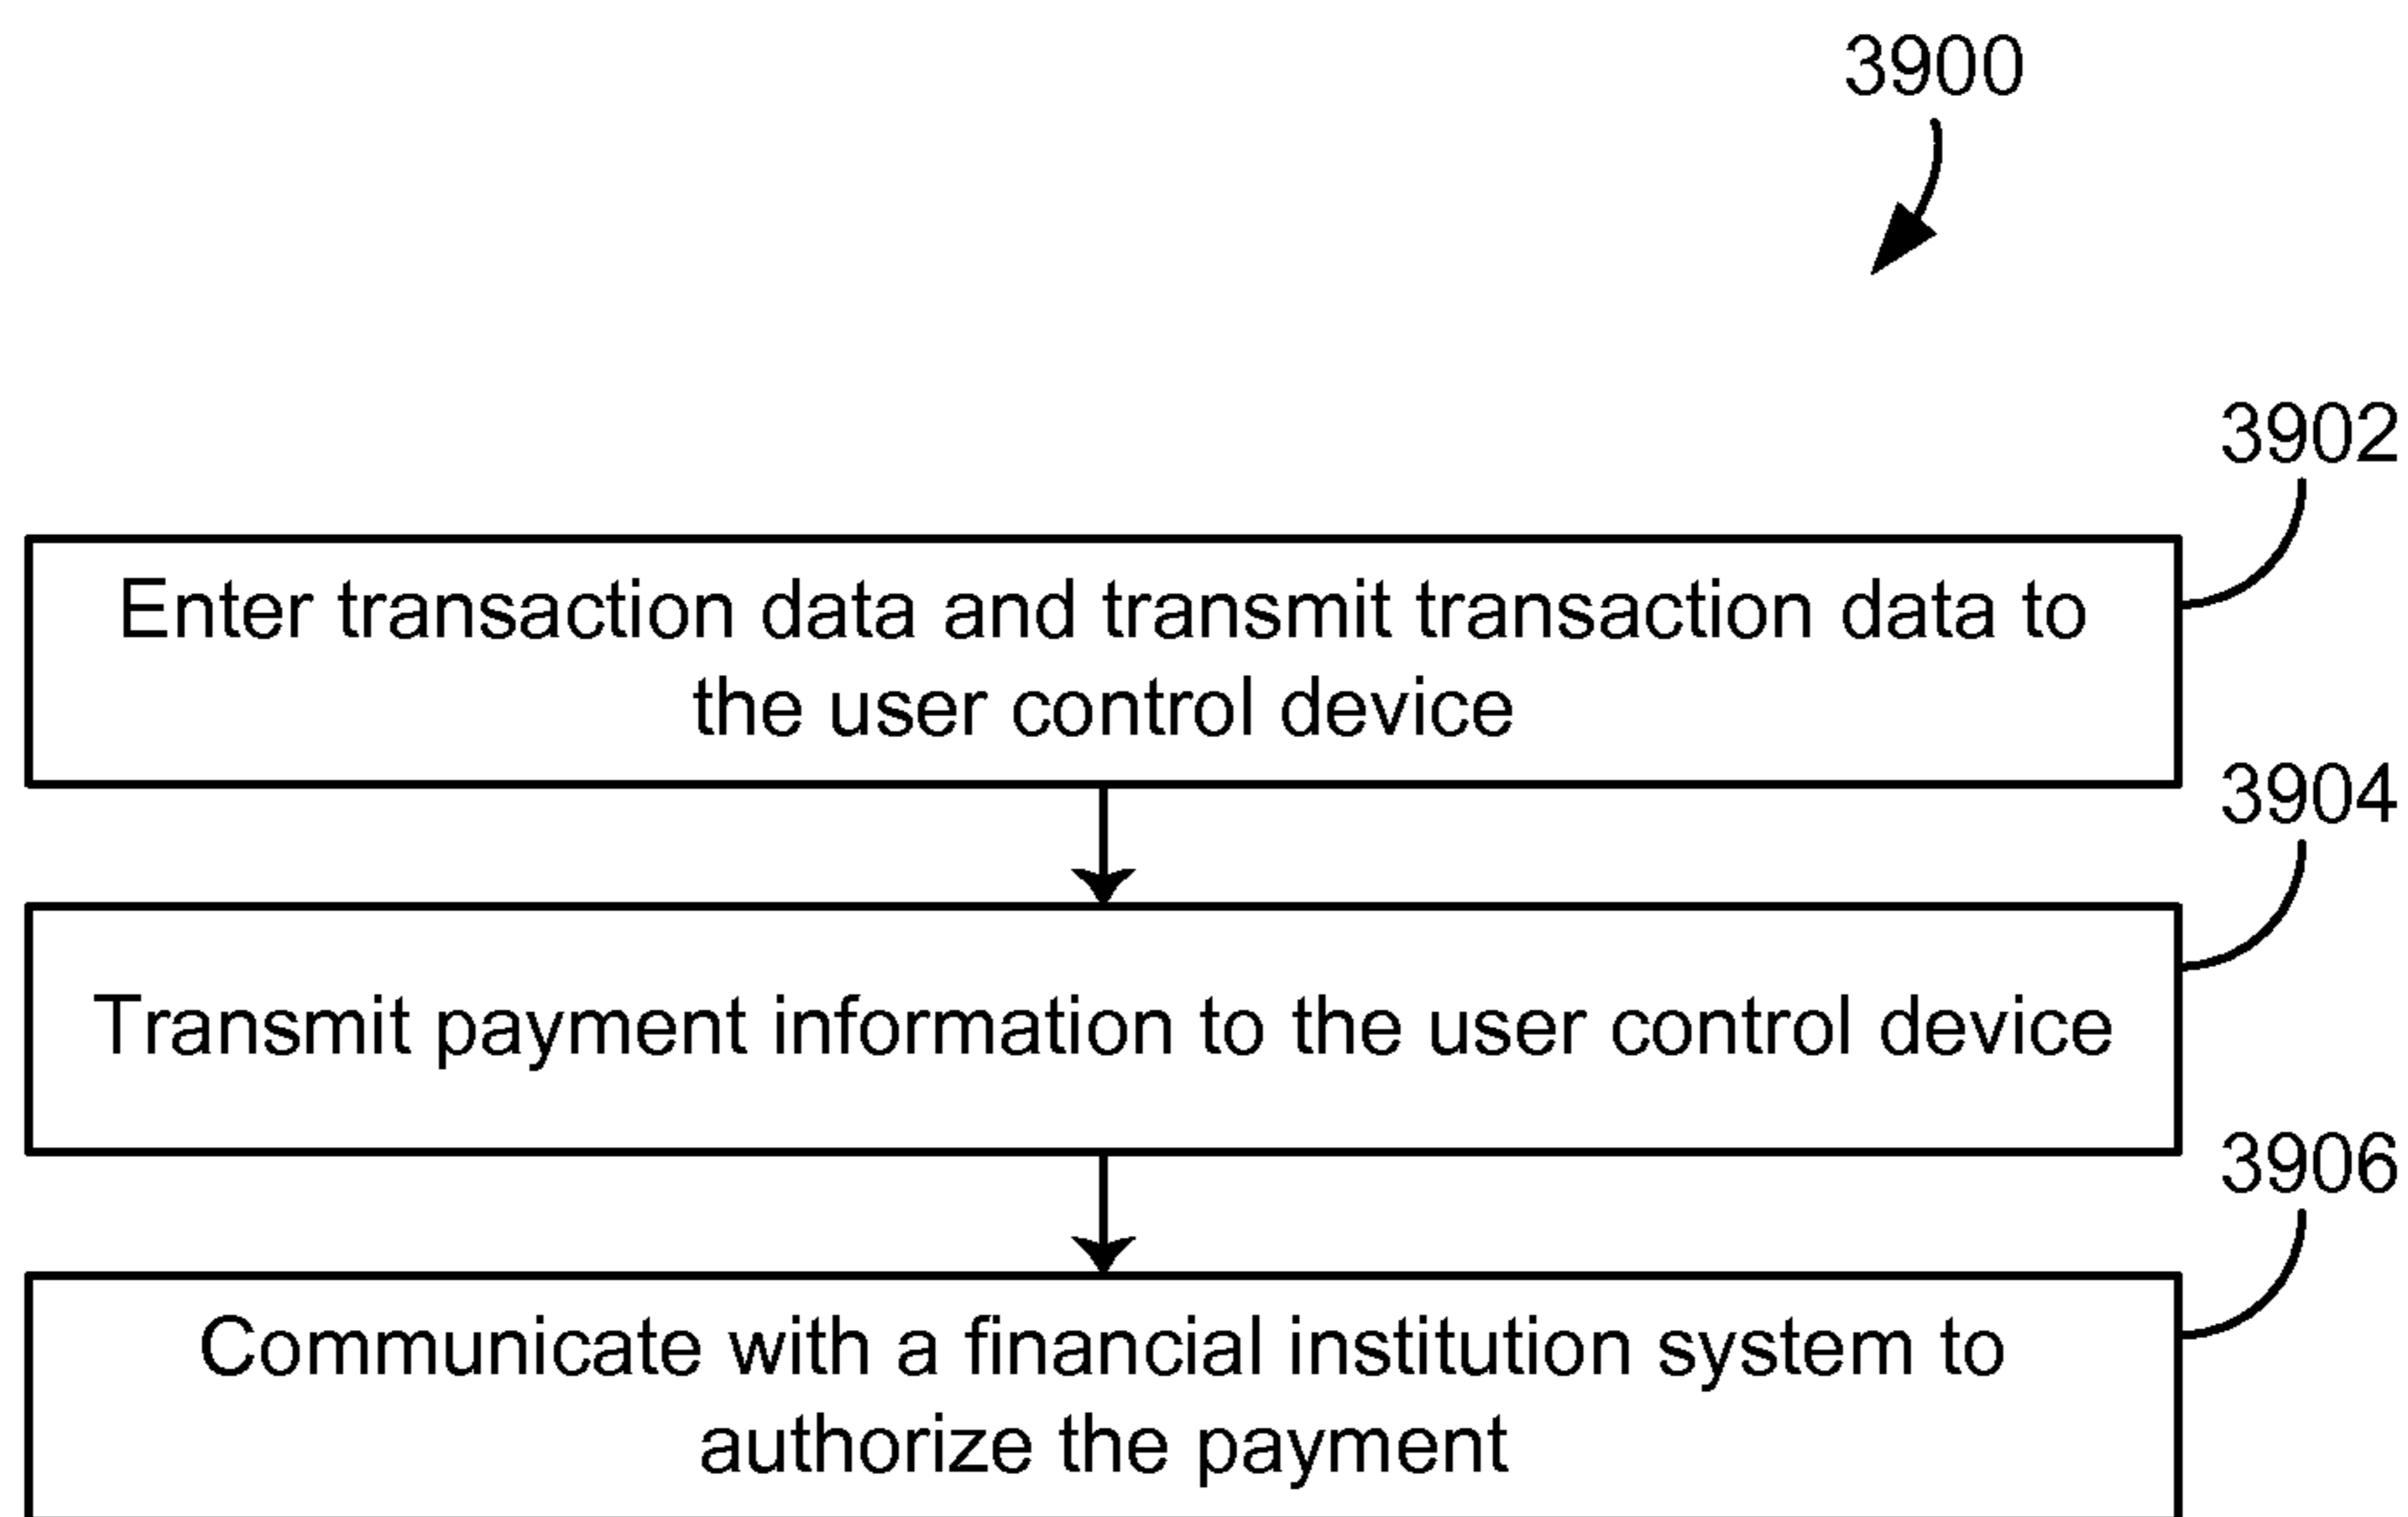 3900
3902
Enter transaction data and transmit transaction data to
the user control device
3904
Transmit payment information to the user control device
3906
Communicate with a financial institution system to
authorize the payment